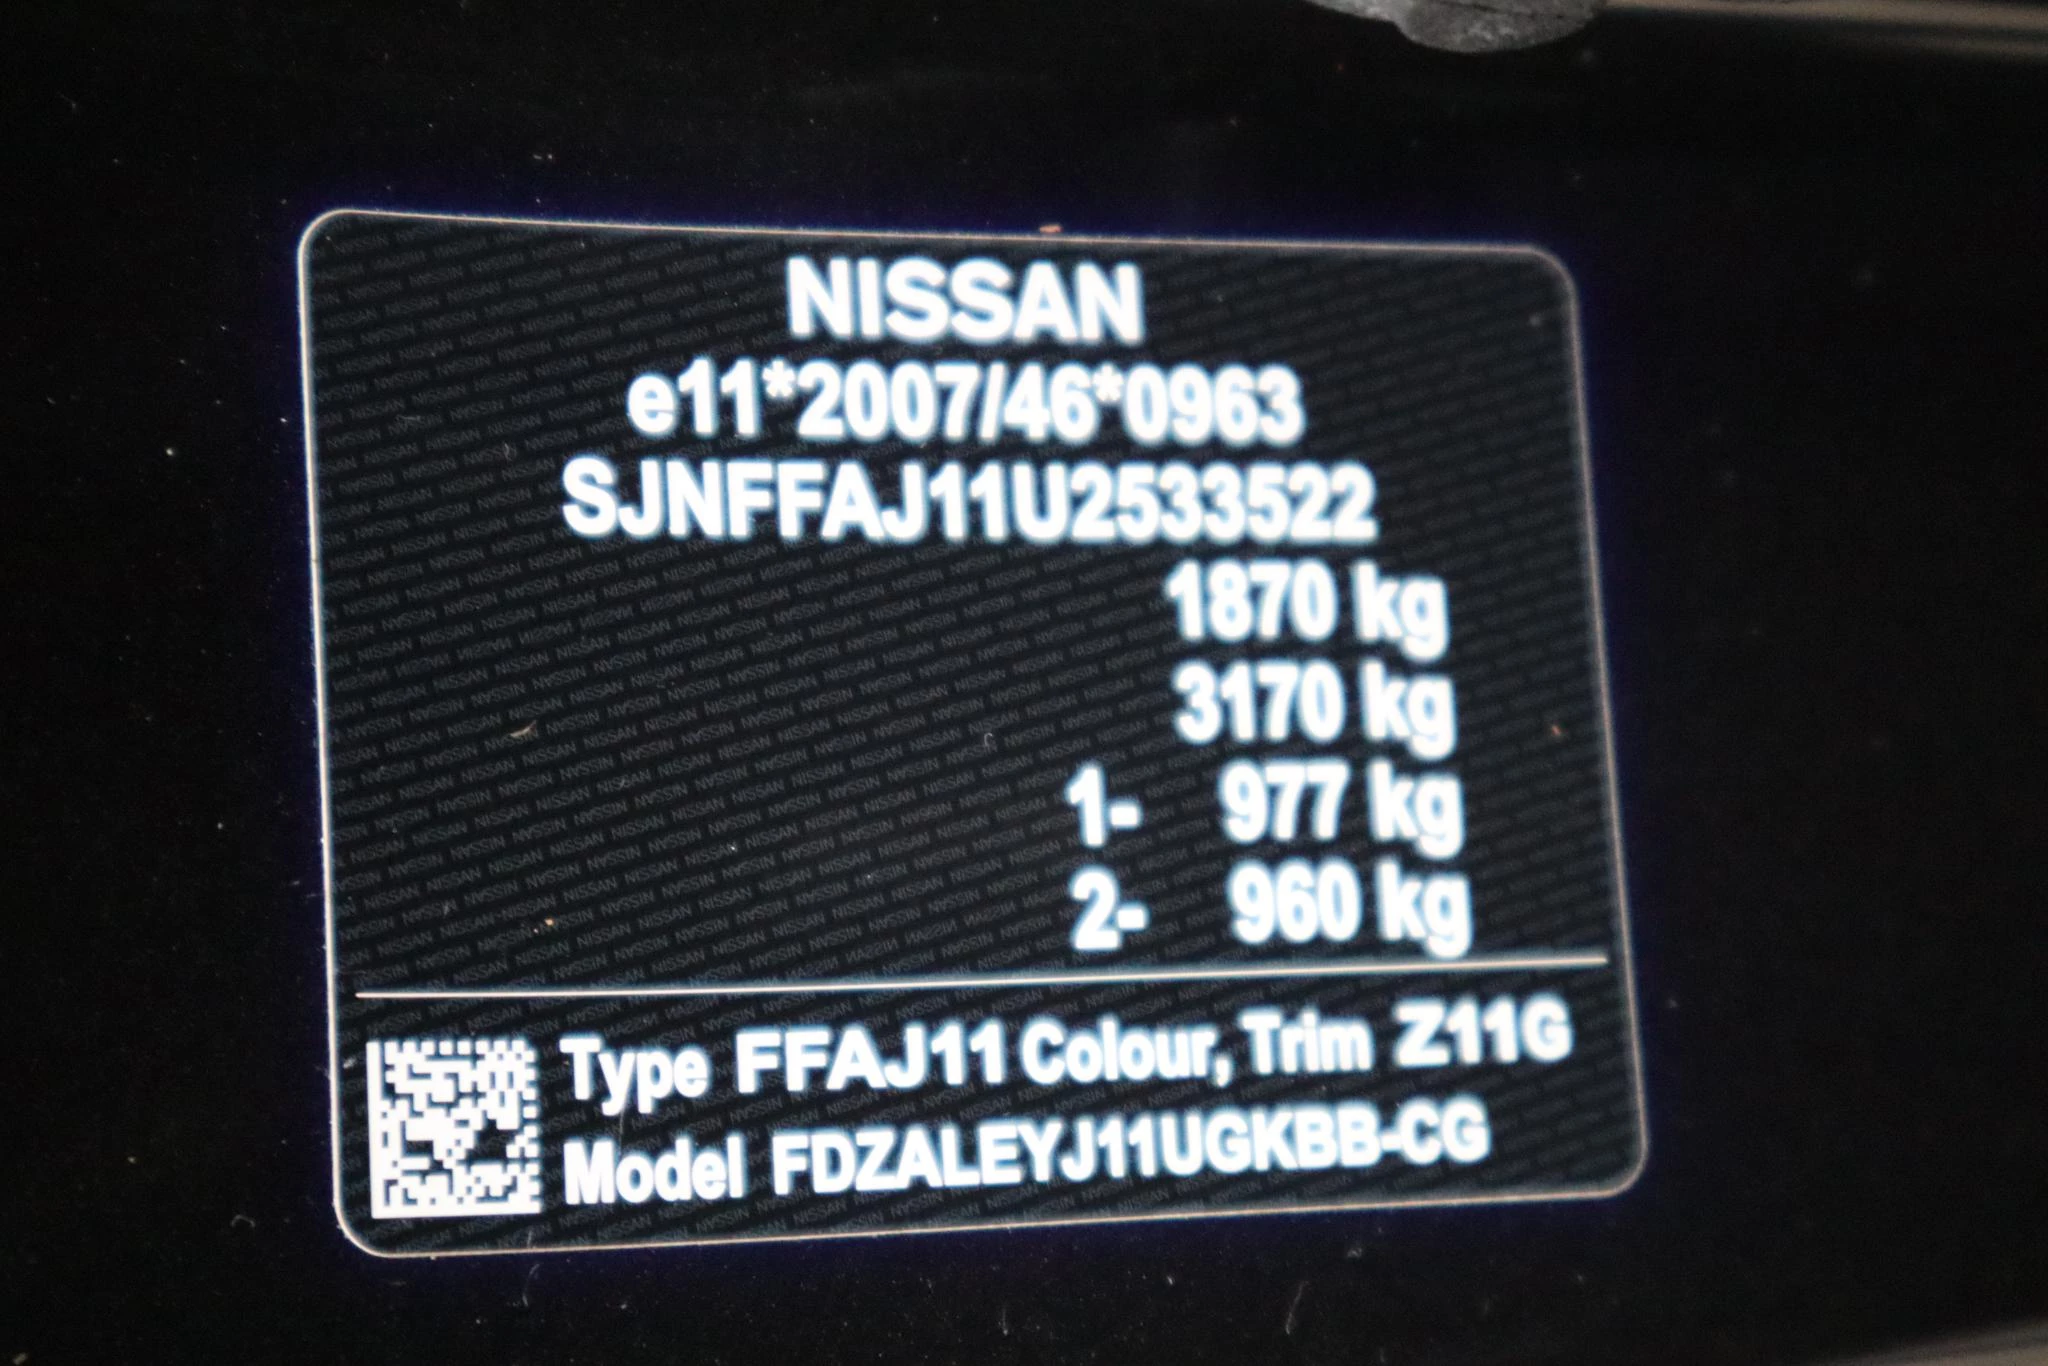 NISSAN
e11*2007/46*0963
SJNFFAJ11U2533522
1870 kg
3170 kg
1- 977 kg
2- 960 kg
Type FFAJ11 Colour, Trim Z11G
Model FDZALEYJ11UGKBB-CG